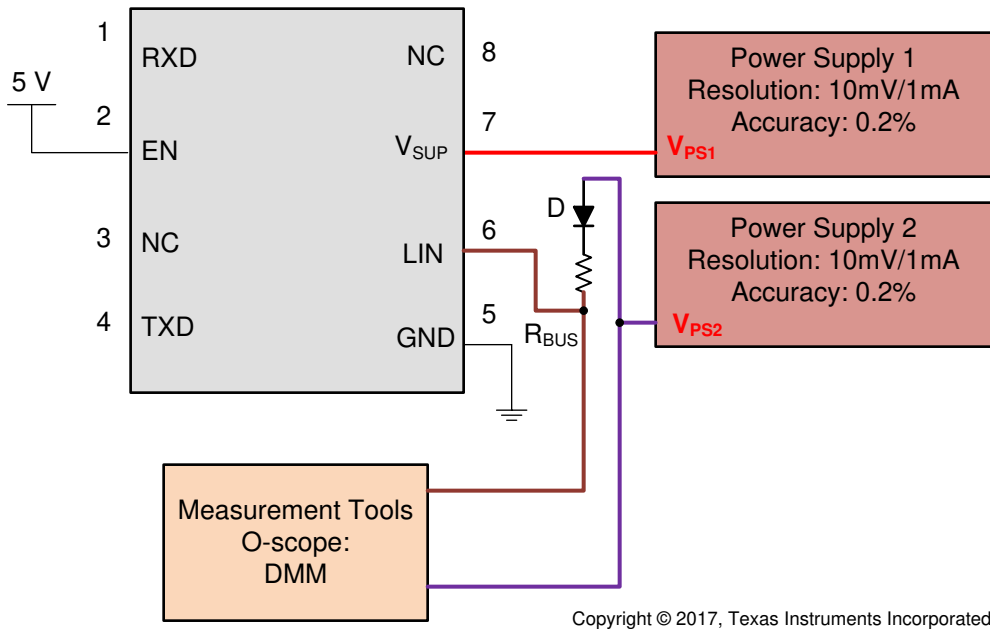 1
RXD
NC
8
5 V
2
EN
7
VSUP
3
NC
6
LIN
4
TXD
5
GND
D
RBUS
Power Supply 1
Resolution: 10mV/1mA
Accuracy: 0.2%
VPS1
Power Supply 2
Resolution: 10mV/1mA
Accuracy: 0.2%
VPS2
Measurement Tools
O-scope:
DMM
Copyright © 2017, Texas Instruments Incorporated